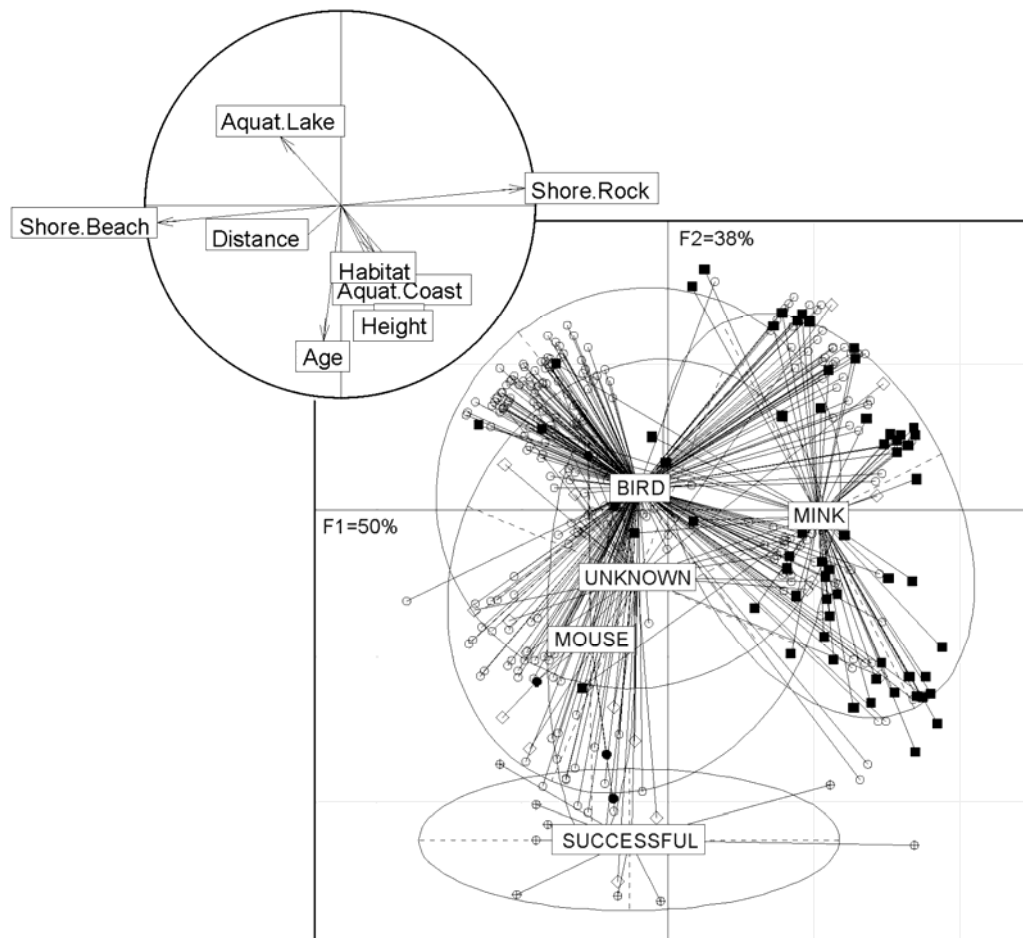 Aquat.Lake
Shore.Rock
Shore.Beach
Distance
F2=38%
Habitat
Aquat.Coast
Height
Age
BIRD
MINK
F1=50%
UNKNOWN
MOUSE
SUCCESSFUL